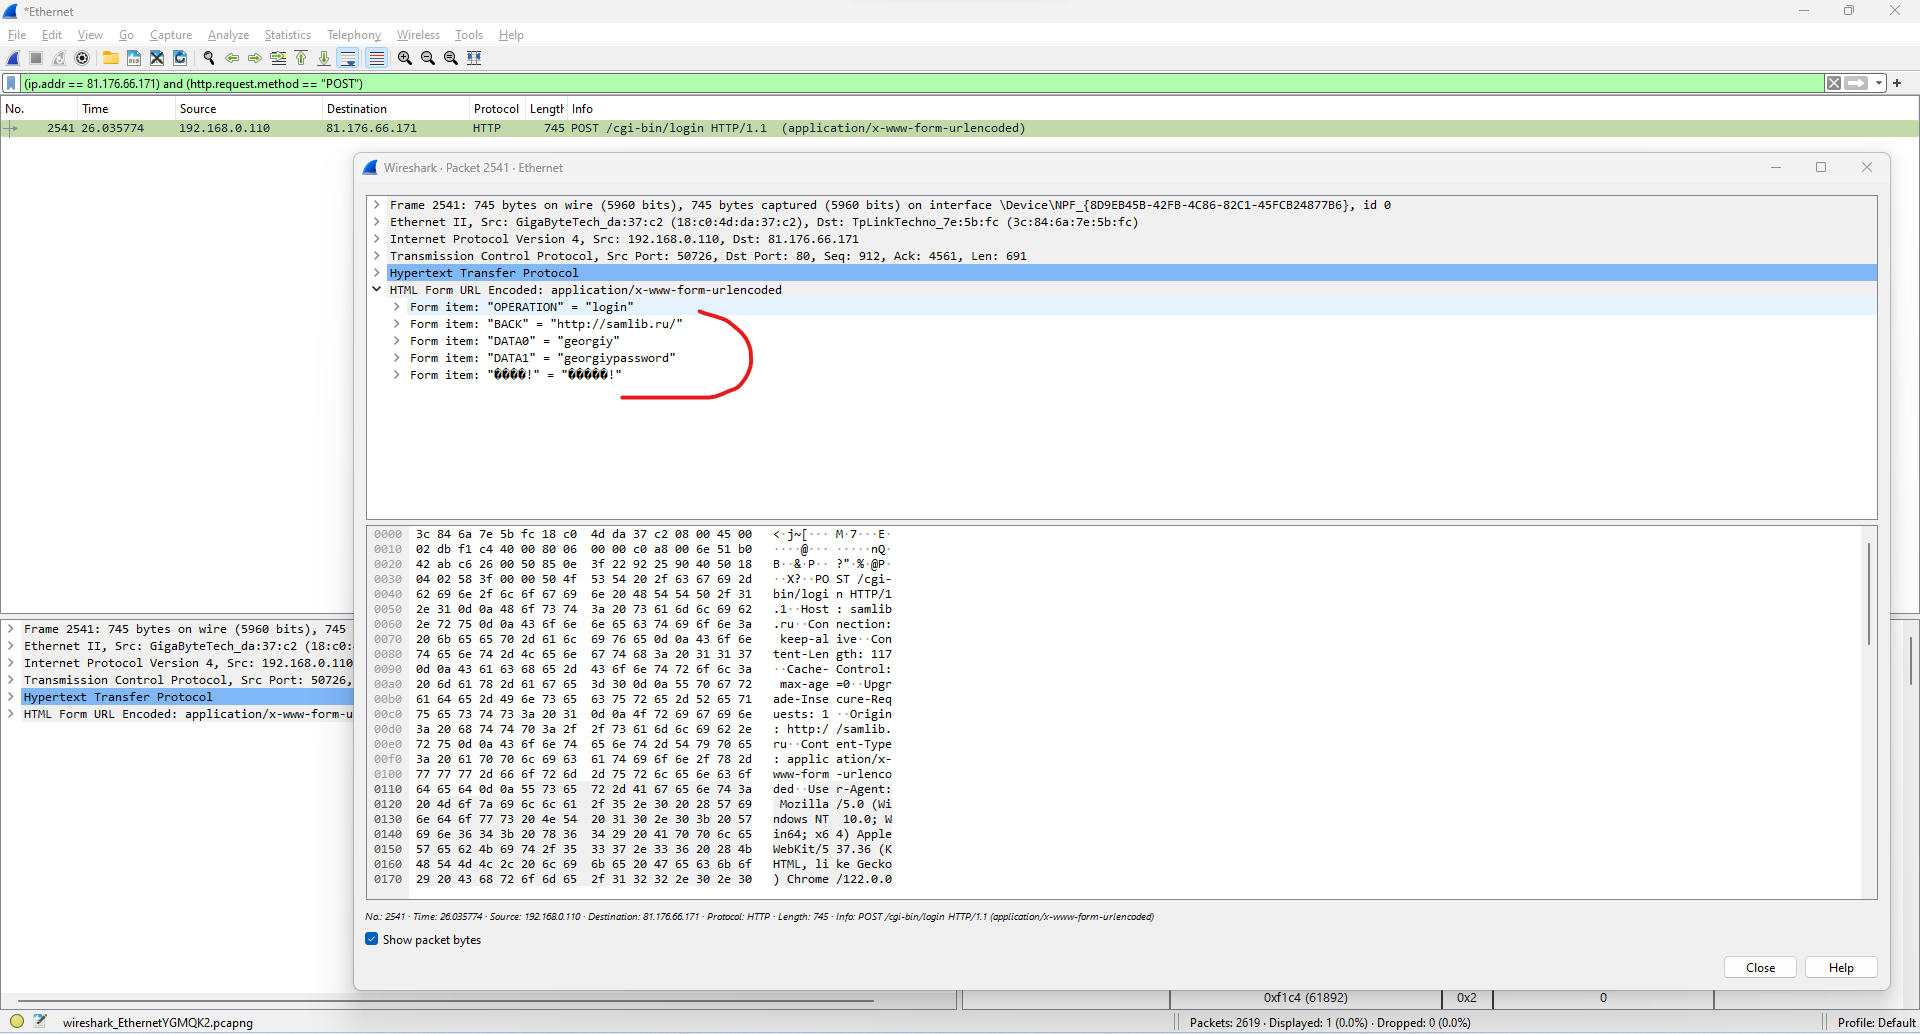 *Ethernet
File Edit View Go Capture Analyze Statistics Telephony Wireless Tools Help
(ip.addr == 81.176.66.171) and (http.request.method == "POST")
No. Time Source Destination Protocol Length Info
2541 26.035774 192.168.0.110 81.176.66.171 HTTP 745 POST /cgi-bin/login HTTP/1.1 (application/x-www-form-urlencoded)
Wireshark · Packet 2541 · Ethernet
Frame 2541: 745 bytes on wire (5960 bits), 745 bytes captured (5960 bits) on interface \Device\NPF_{8D9EB45B-42FB-4C86-82C1-45FCB24877B6}, id 0
Ethernet II, Src: GigaByteTech_da:37:c2 (18:c0:4d:da:37:c2), Dst: TpLinkTechno_7e:5b:fc (3c:84:6a:7e:5b:fc)
Internet Protocol Version 4, Src: 192.168.0.110, Dst: 81.176.66.171
Transmission Control Protocol, Src Port: 50726, Dst Port: 80, Seq: 912, Ack: 4561, Len: 691
Hypertext Transfer Protocol
HTML Form URL Encoded: application/x-www-form-urlencoded
Form item: "OPERATION" = "login"
Form item: "BACK" = "http://samlib.ru/"
Form item: "DATA0" = "georgiy"
Form item: "DATA1" = "georgiypassword"
Form item: "����!" = "�����!"
0000 3c 84 6a 7e 5b fc 18 c0 4d da 37 c2 08 00 45 00 <·j~[··· M·7···E·
0010 02 db f1 c4 40 00 80 06 00 00 c0 a8 00 6e 51 b0 ····@··· ·····nQ·
0020 42 ab c6 26 00 50 85 0e 3f 22 92 25 90 40 50 18 B··&·P·· ?"·%·@P·
0030 04 02 58 3f 00 00 50 4f 53 54 20 2f 63 67 69 2d ··X?··PO ST /cgi-
0040 62 69 6e 2f 6c 6f 67 69 6e 20 48 54 54 50 2f 31 bin/logi n HTTP/1
0050 2e 31 0d 0a 48 6f 73 74 3a 20 73 61 6d 6c 69 62 .1··Host : samlib
0060 2e 72 75 0d 0a 43 6f 6e 6e 65 63 74 69 6f 6e 3a .ru··Con nection:
0070 20 6b 65 65 70 2d 61 6c 69 76 65 0d 0a 43 6f 6e keep-al ive··Con
0080 74 65 6e 74 2d 4c 65 6e 67 74 68 3a 20 31 31 37 tent-Len gth: 117
0090 0d 0a 43 61 63 68 65 2d 43 6f 6e 74 72 6f 6c 3a ··Cache- Control:
00a0 20 6d 61 78 2d 61 67 65 3d 30 0d 0a 55 70 67 72 max-age =0··Upgr
00b0 61 64 65 2d 49 6e 73 65 63 75 72 65 2d 52 65 71 ade-Inse cure-Req
00c0 75 65 73 74 73 3a 20 31 0d 0a 4f 72 69 67 69 6e uests: 1 ··Origin
00d0 3a 20 68 74 74 70 3a 2f 2f 73 61 6d 6c 69 62 2e : http:/ /samlib.
00e0 72 75 0d 0a 43 6f 6e 74 65 6e 74 2d 54 79 70 65 ru··Cont ent-Type
00f0 3a 20 61 70 70 6c 69 63 61 74 69 6f 6e 2f 78 2d : applic ation/x-
0100 77 77 77 2d 66 6f 72 6d 2d 75 72 6c 65 6e 63 6f www-form -urlenco
0110 64 65 64 0d 0a 55 73 65 72 2d 41 67 65 6e 74 3a ded··Use r-Agent:
0120 20 4d 6f 7a 69 6c 6c 61 2f 35 2e 30 20 28 57 69 Mozilla /5.0 (Wi
0130 6e 64 6f 77 73 20 4e 54 20 31 30 2e 30 3b 20 57 ndows NT 10.0; W
0140 69 6e 36 34 3b 20 78 36 34 29 20 41 70 70 6c 65 in64; x6 4) Apple
0150 57 65 62 4b 69 74 2f 35 33 37 2e 33 36 20 28 4b WebKit/5 37.36 (K
0160 48 54 4d 4c 2c 20 6c 69 6b 65 20 47 65 63 6b 6f HTML, li ke Gecko
0170 29 20 43 68 72 6f 6d 65 2f 31 32 32 2e 30 2e 30 ) Chrome /122.0.0
No.: 2541 · Time: 26.035774 · Source: 192.168.0.110 · Destination: 81.176.66.171 · Protocol: HTTP · Length: 745 · Info: POST /cgi-bin/login HTTP/1.1 (application/x-www-form-urlencoded)
Show packet bytes
Close Help
Frame 2541: 745 bytes on wire (5960 bits), 745
Ethernet II, Src: GigaByteTech_da:37:c2 (18:c0:
Internet Protocol Version 4, Src: 192.168.0.110
Transmission Control Protocol, Src Port: 50726,
Hypertext Transfer Protocol
HTML Form URL Encoded: application/x-www-form-u
0xf1c4 (61892) 0x2 0
wireshark_EthernetYGMQK2.pcapng Packets: 2619 · Displayed: 1 (0.0%) · Dropped: 0 (0.0%) Profile: Default